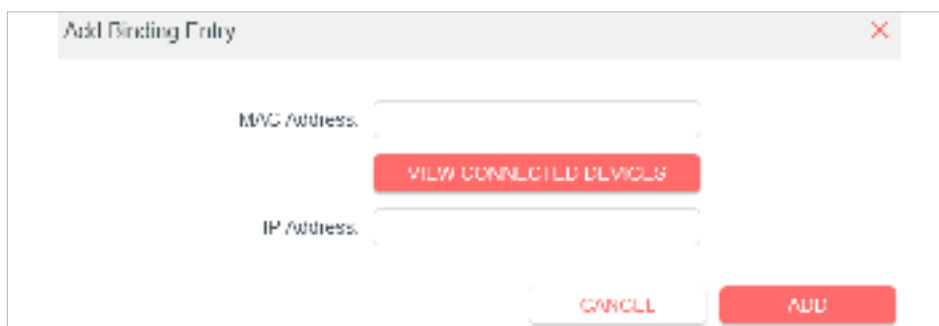 Add Binding Entry
MAC Address:
VIEW CONNECTED DEVICES
IP Address:
CANCEL
ADD